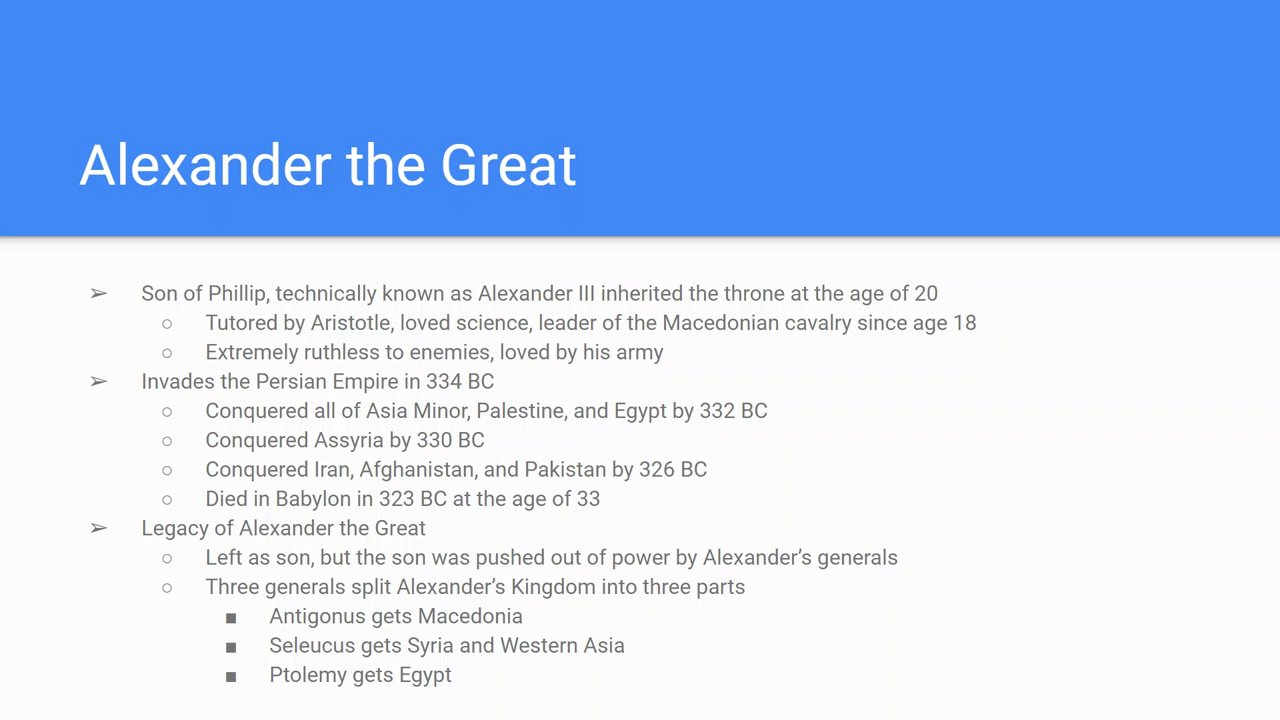 Alexander the Great
➢ Son of Phillip, technically known as Alexander III inherited the throne at the age of 20
○ Tutored by Aristotle, loved science, leader of the Macedonian cavalry since age 18
○ Extremely ruthless to enemies, loved by his army
➢ Invades the Persian Empire in 334 BC
○ Conquered all of Asia Minor, Palestine, and Egypt by 332 BC
○ Conquered Assyria by 330 BC
○ Conquered Iran, Afghanistan, and Pakistan by 326 BC
○ Died in Babylon in 323 BC at the age of 33
➢ Legacy of Alexander the Great
○ Left as son, but the son was pushed out of power by Alexander’s generals
○ Three generals split Alexander’s Kingdom into three parts
■ Antigonus gets Macedonia
■ Seleucus gets Syria and Western Asia
■ Ptolemy gets Egypt